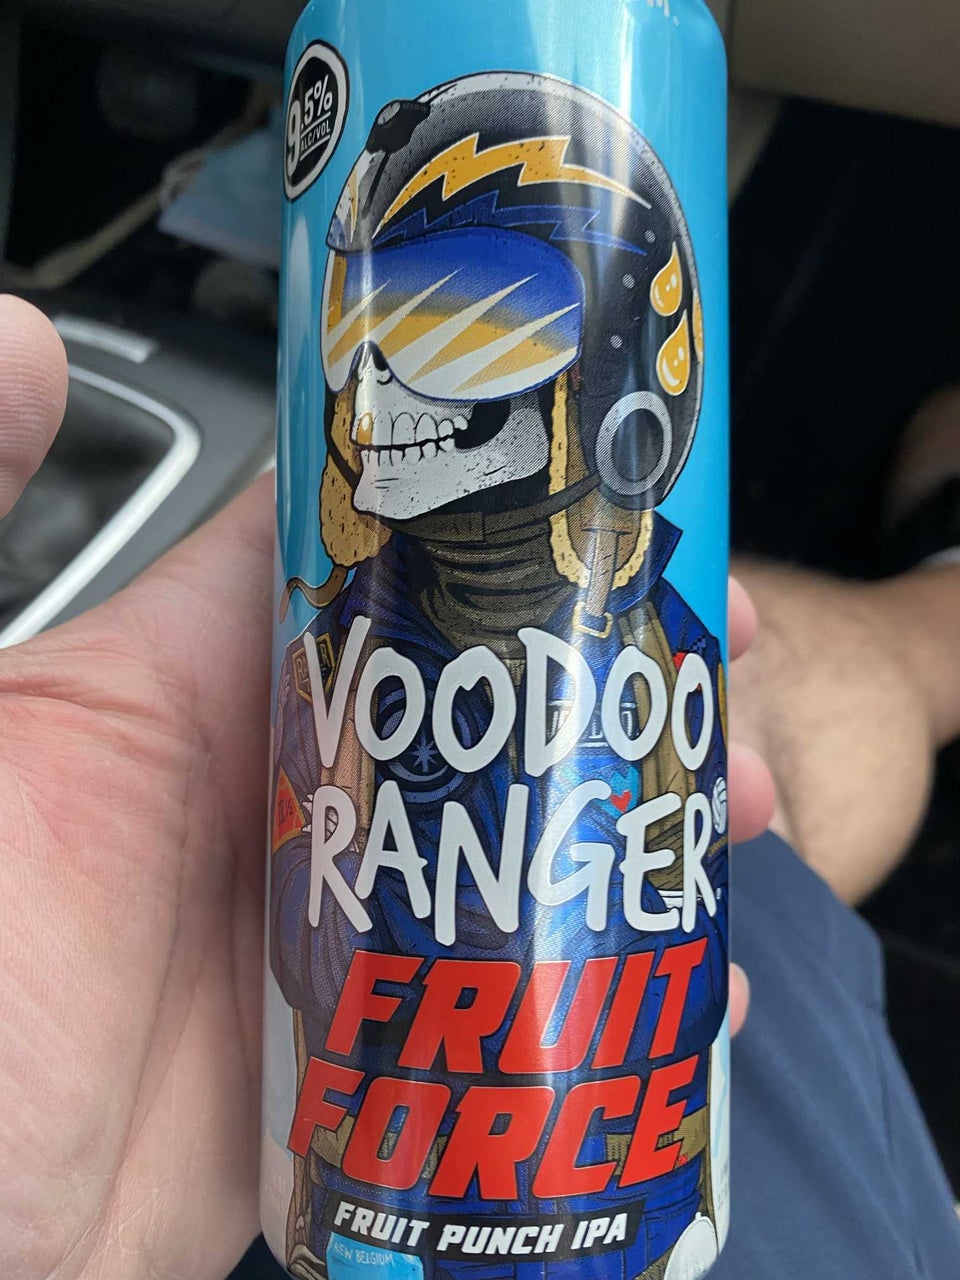 9.5%
ALC/VOL
VOODOO
RANGER
FRUIT
FORCE
FRUIT PUNCH IPA
NEW BELGIUM